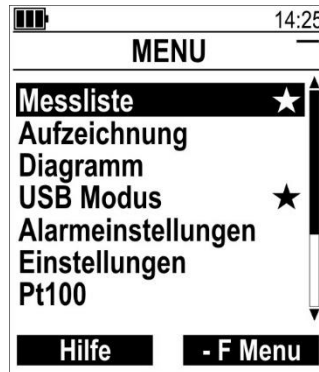 14:25
MENU
Messliste
Aufzeichnung
Diagramm
USB Modus
Alarmeinstellungen
Einstellungen
Pt100
Hilfe
- F Menu